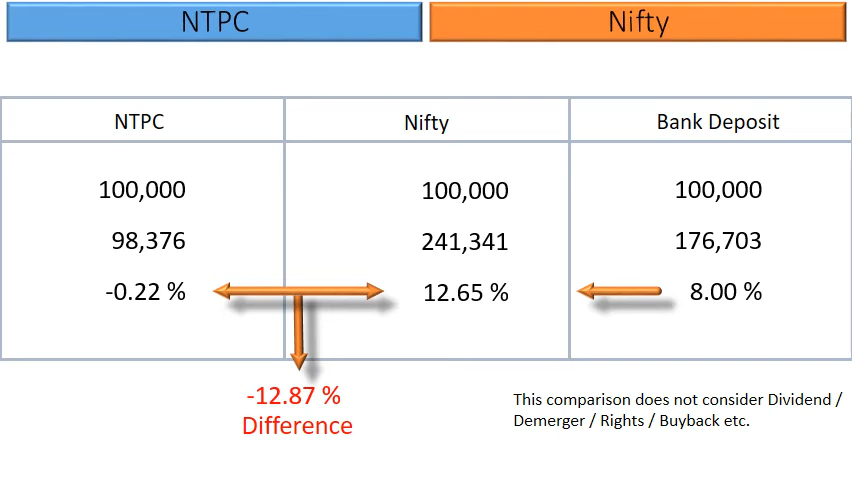 NTPC
Nifty
NTPC
Nifty
Bank Deposit
100,000
100,000
100,000
98,376
241,341
176,703
-0.22 %
12.65 %
8.00 %
-12.87 %
Difference
This comparison does not consider Dividend /
Demerger / Rights / Buyback etc.